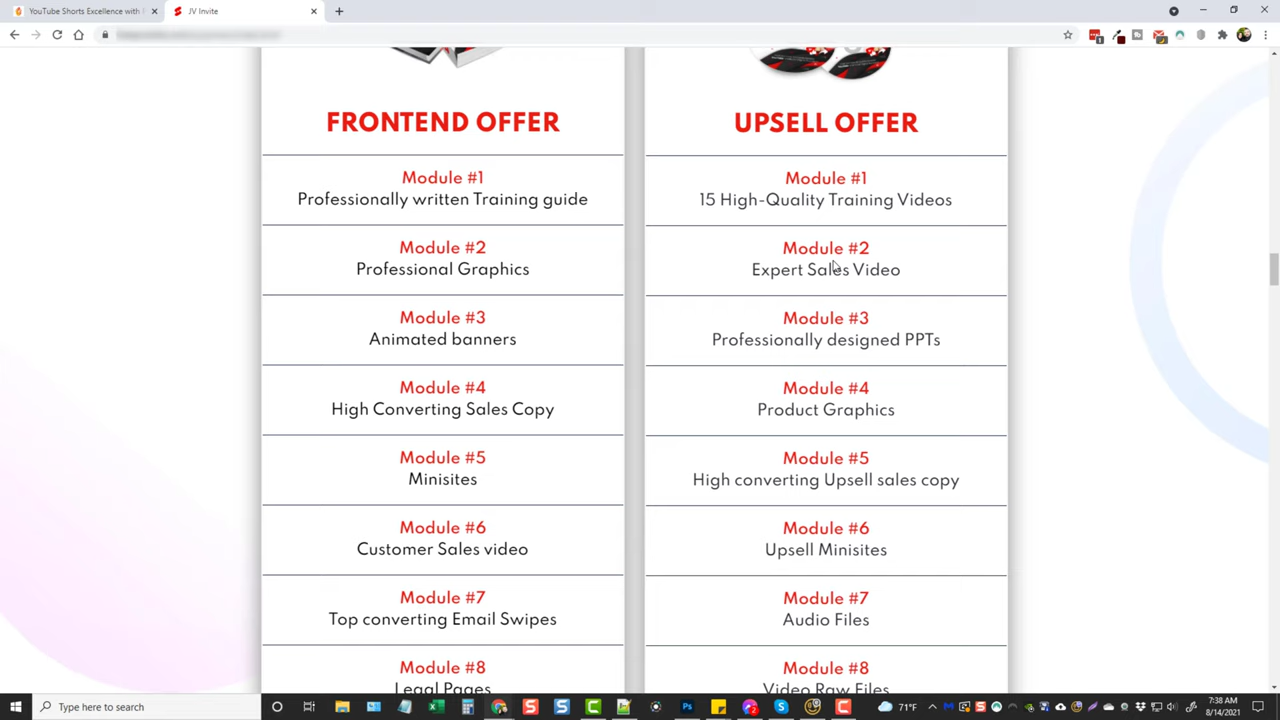 YouTube Shorts Excellence with
JV Invite
FRONTEND OFFER
Module #1
Professionally written Training guide
Module #2
Professional Graphics
Module #3
Animated banners
Module #4
High Converting Sales Copy
Module #5
Minisites
Module #6
Customer Sales video
Module #7
Top converting Email Swipes
Module #8
Legal Pages
UPSELL OFFER
Module #1
15 High-Quality Training Videos
Module #2
Expert Sales Video
Module #3
Professionally designed PPTs
Module #4
Product Graphics
Module #5
High converting Upsell sales copy
Module #6
Upsell Minisites
Module #7
Audio Files
Module #8
Video Raw Files
Type here to search
71°F
7:38 AM
8/14/2021